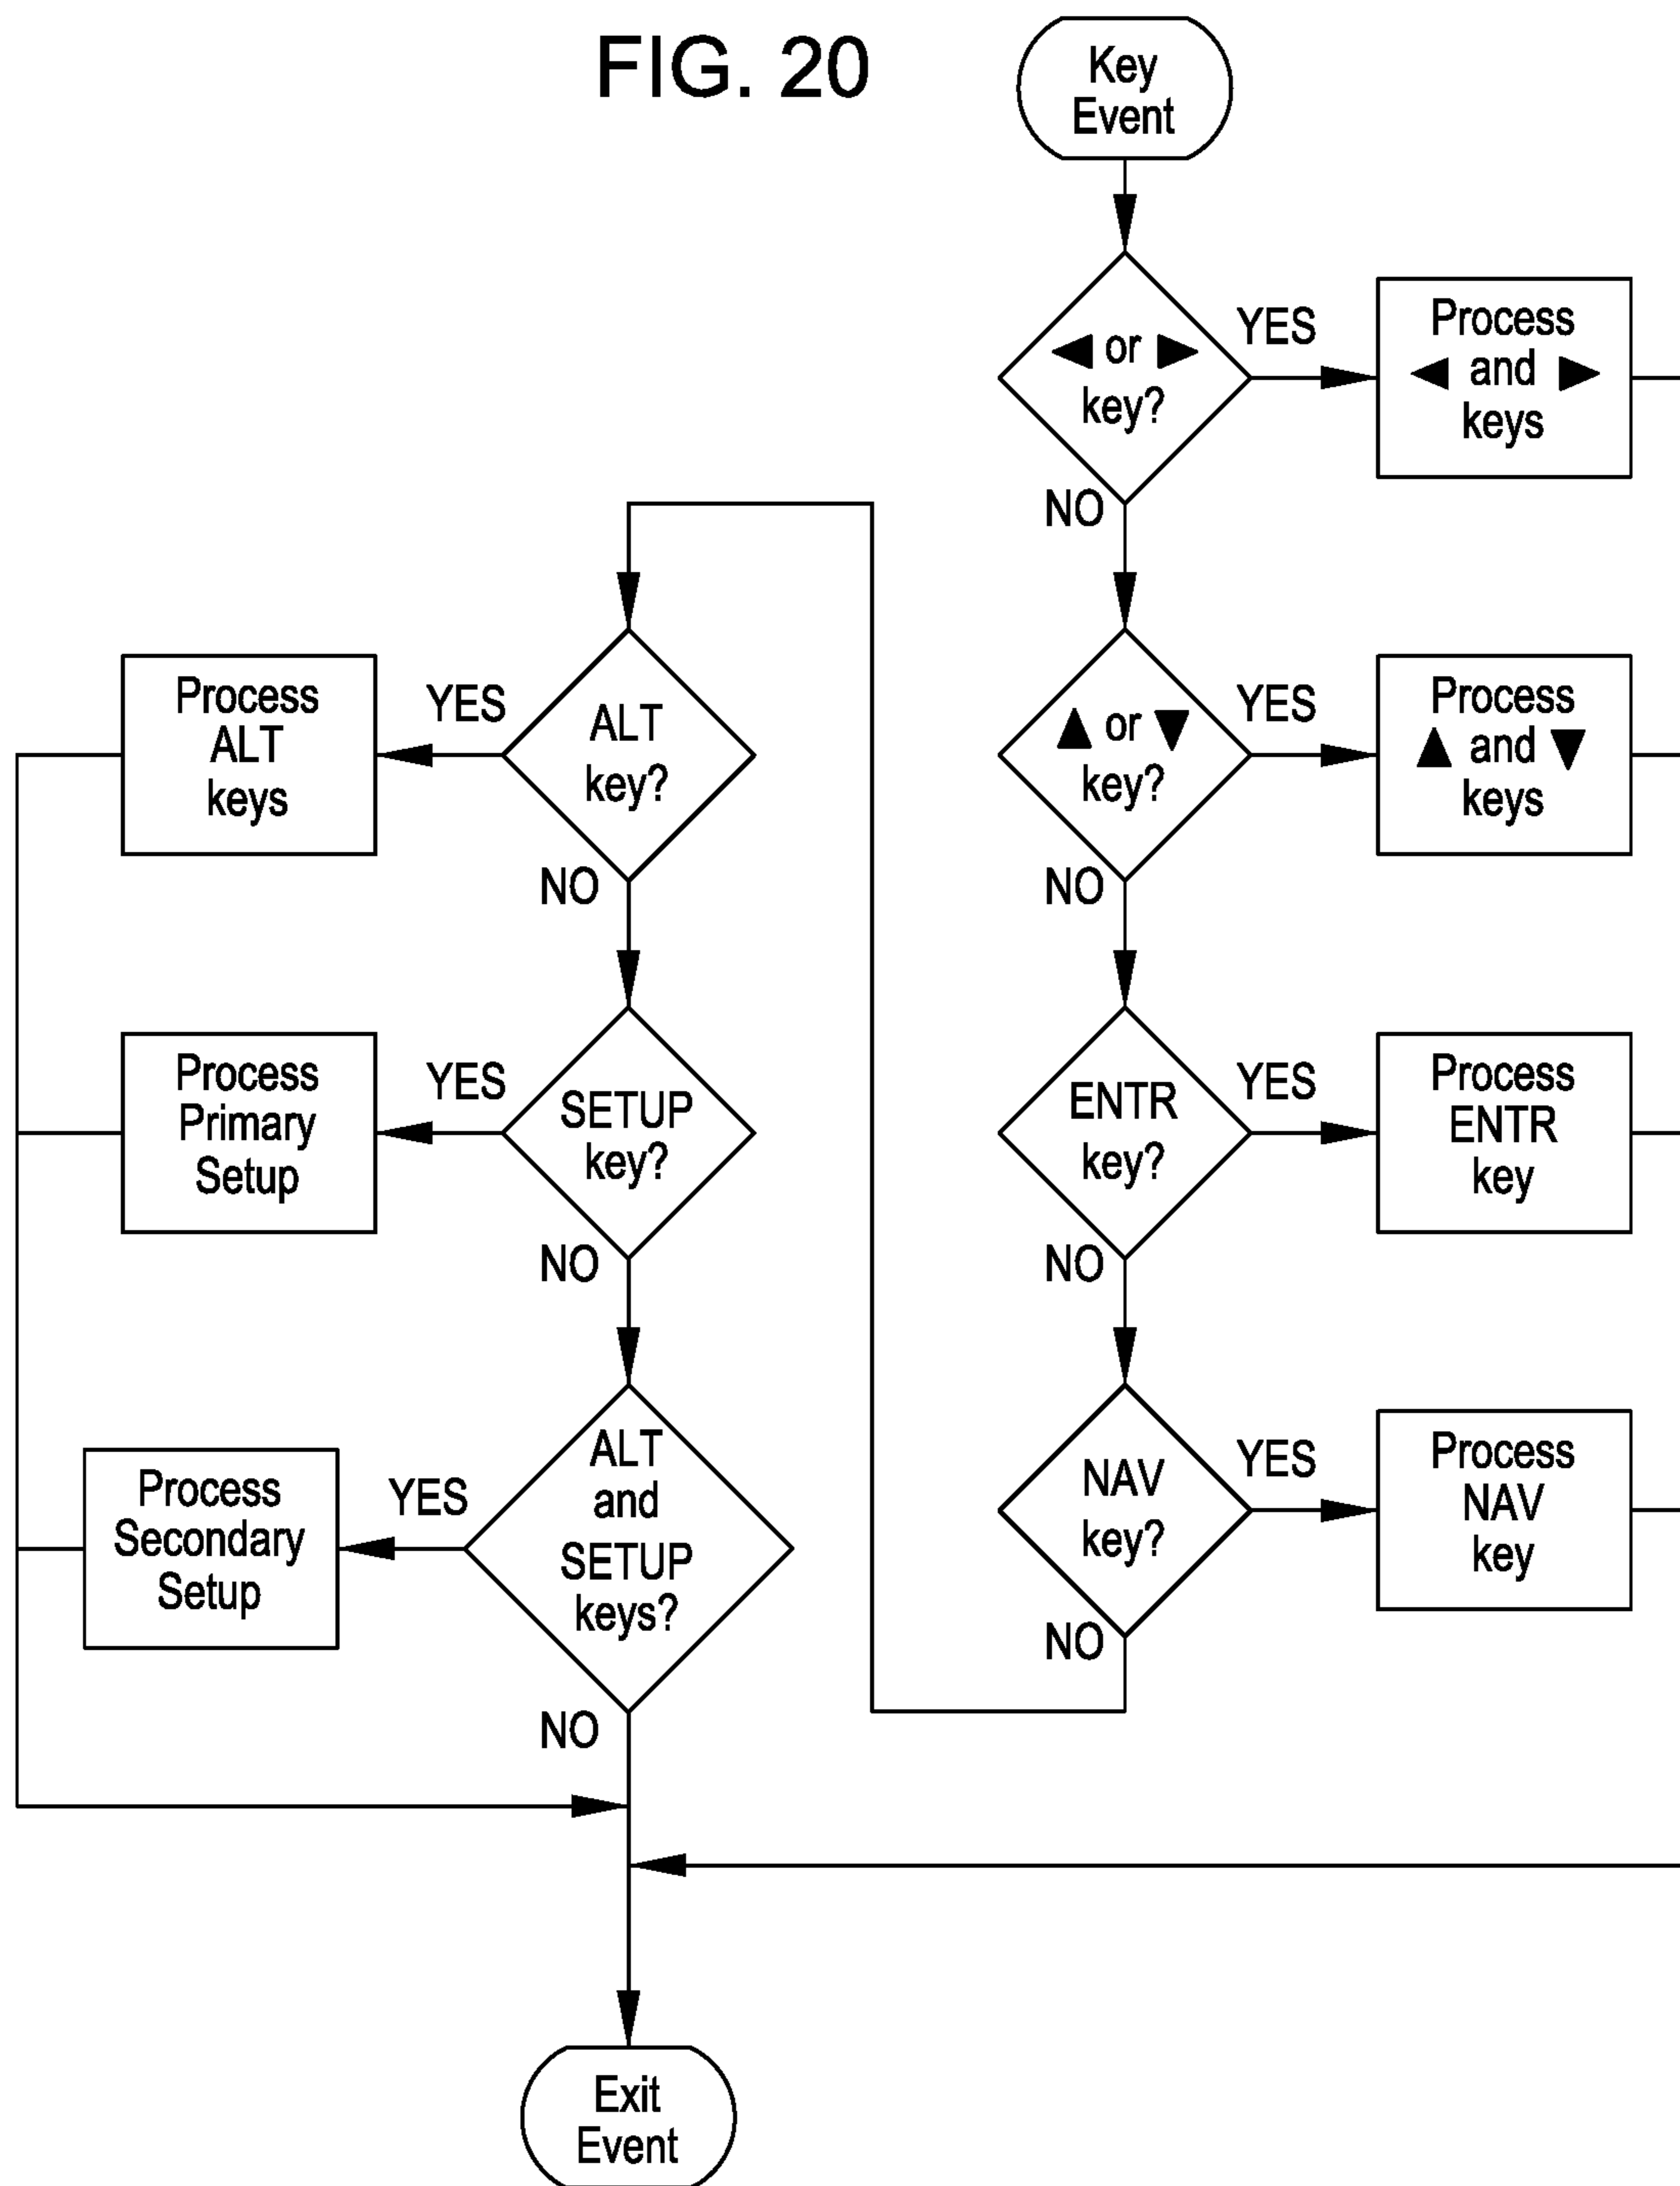 FIG. 20
Key
Event
◄ or ►
key?
YES
Process
◄ and ►
keys
NO
▲ or ▼
key?
YES
Process
▲ and ▼
keys
NO
ENTR
key?
YES
Process
ENTR
key
NO
NAV
key?
YES
Process
NAV
key
NO
ALT
key?
YES
Process
ALT
keys
NO
SETUP
key?
YES
Process
Primary
Setup
NO
ALT
and
SETUP
keys?
YES
Process
Secondary
Setup
NO
Exit
Event